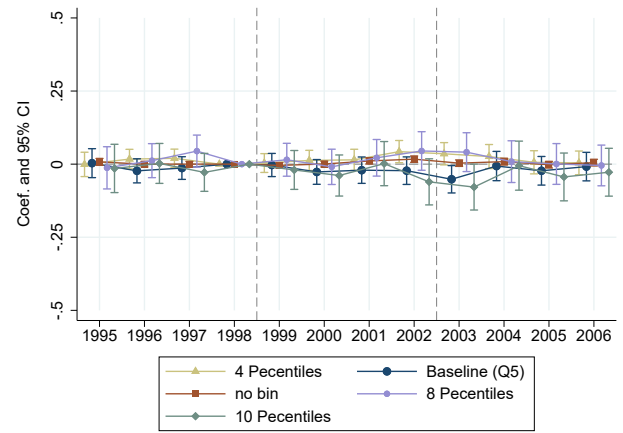 .5
.25
0
-.25
-.5
Coef. and 95% CI
1995 1996 1997 1998 1999 2000 2001 2002 2003 2004 2005 2006
4 Pecentiles Baseline (Q5)
no bin 8 Pecentiles
10 Pecentiles